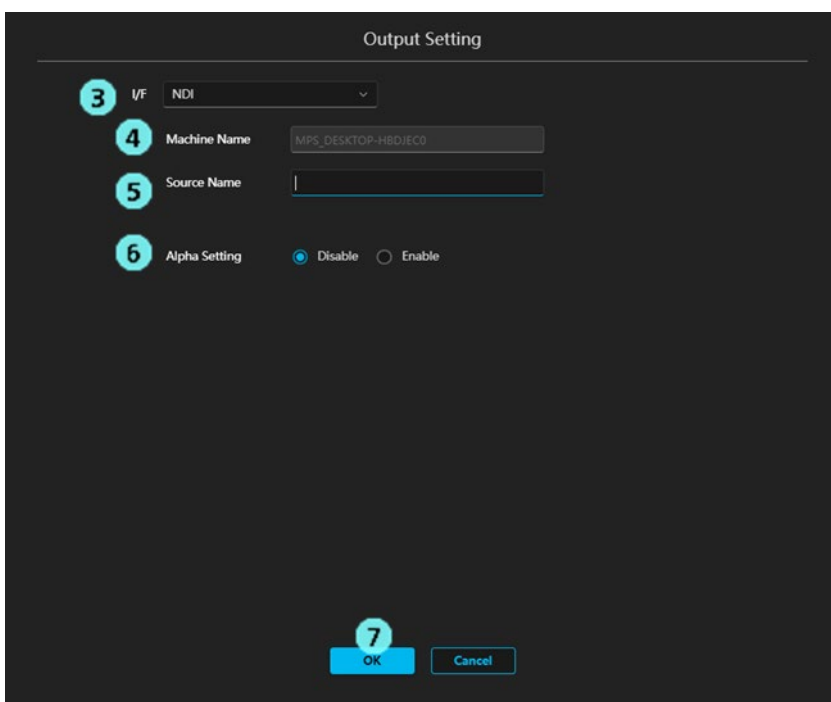 Output Setting
3 I/F NDI
4 Machine Name MPS_DESKTOP-HBDJEC0
5 Source Name
6 Alpha Setting Disable Enable
7
OK Cancel